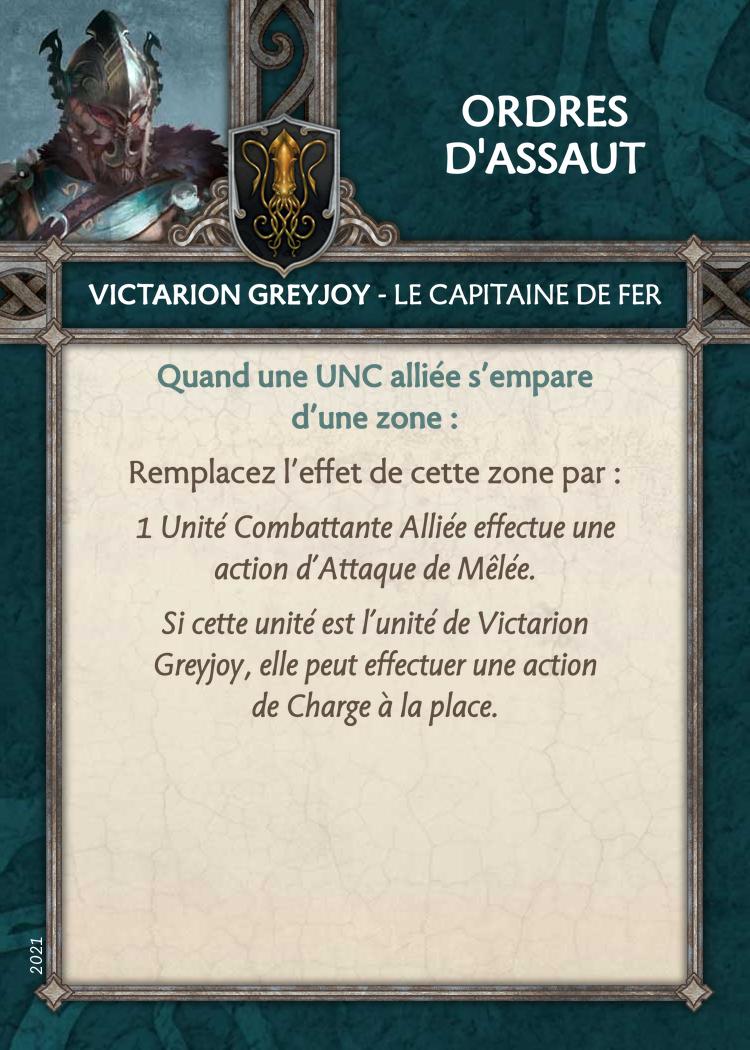 ORDRES
D'ASSAUT
VICTARION GREYJOY - LE CAPITAINE DE FER
Quand une UNC alliée s’empare
d’une zone :
Remplacez l’effet de cette zone par :
1 Unité Combattante Alliée effectue une
action d’Attaque de Mêlée.
Si cette unité est l’unité de Victarion
Greyjoy, elle peut effectuer une action
de Charge à la place.
2021